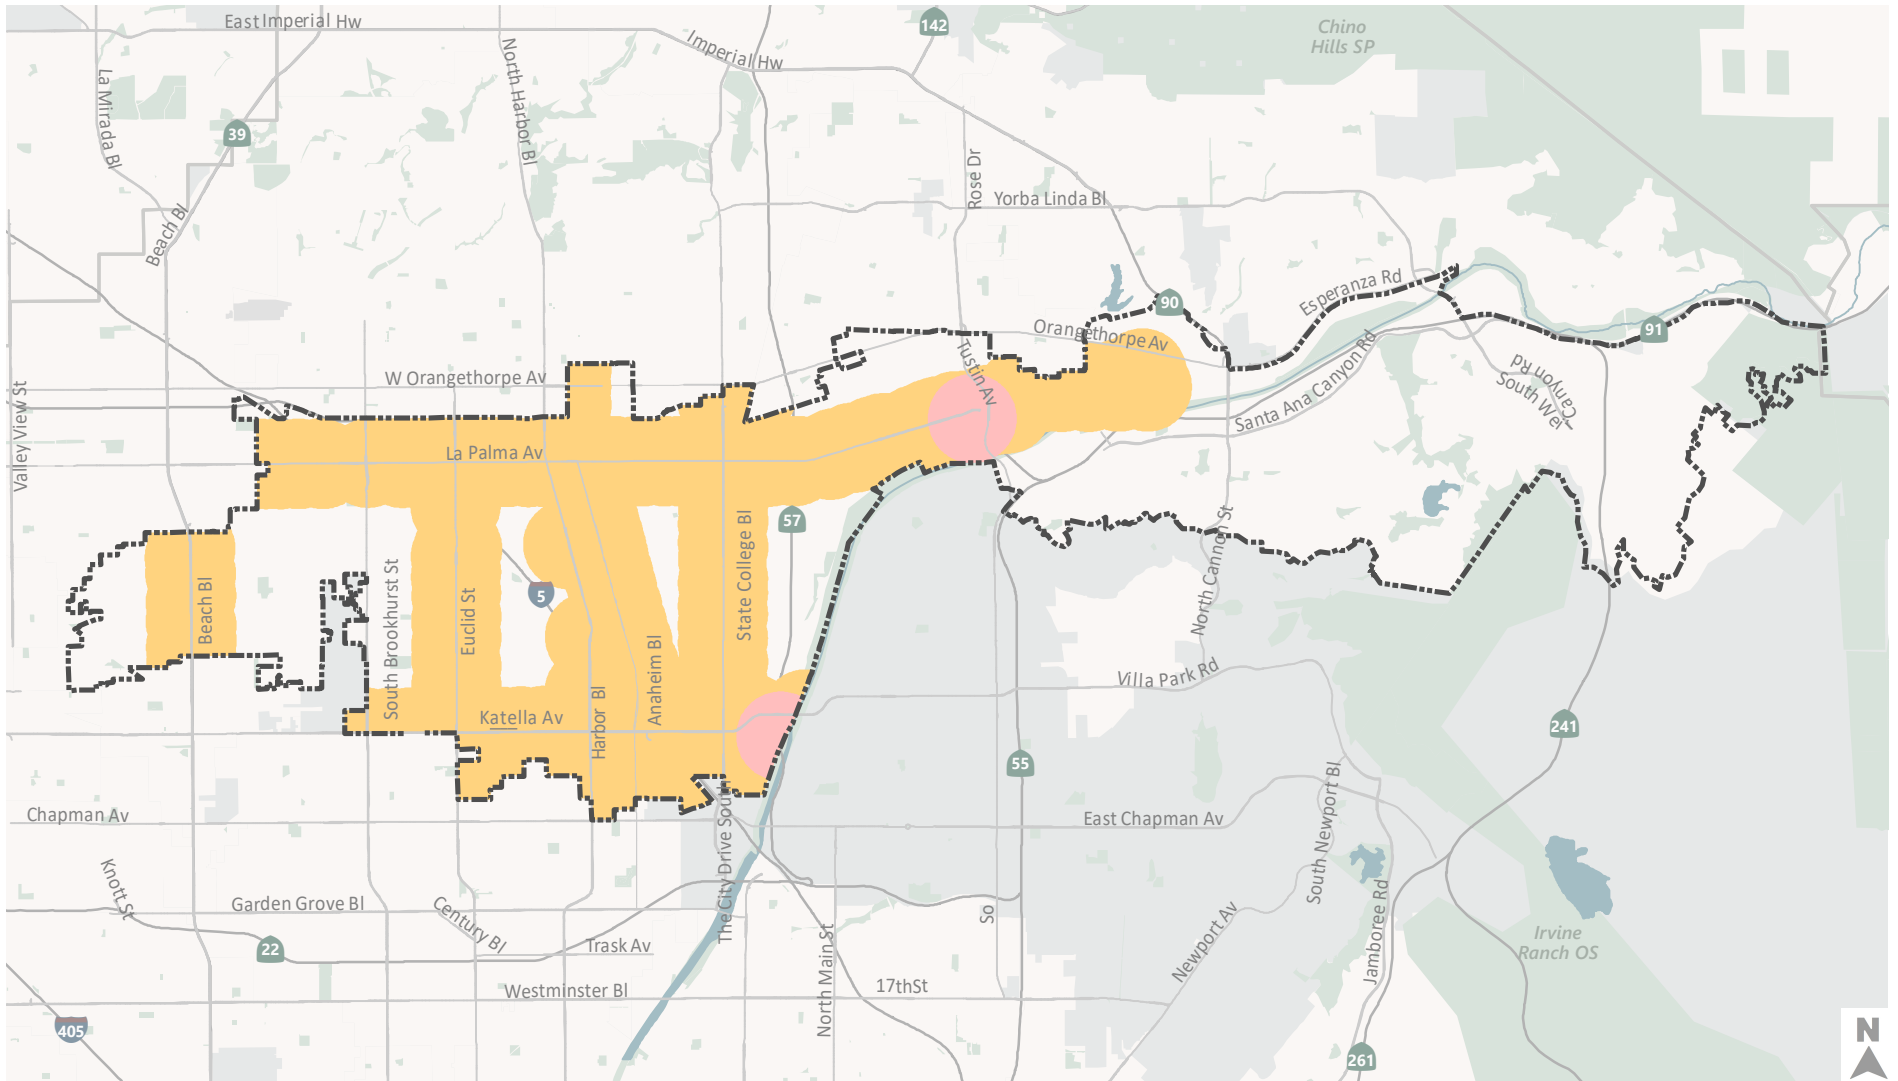 East Imperial Hw
142
Chino
Hills SP
Imperial Hw
North Harbor Bl
La Mirada Bl
39
Rose Dr
Yorba Linda Bl
Beach Bl
Esperanza Rd
90
91
Orangethorpe Av
Tustin Av
W Orangethorpe Av
Santa Ana Canyon Rd
South Weir
Canyon Rd
Valley View St
La Palma Av
57
State College Bl
North Cannon St
5
South Brookhurst St
Euclid St
Beach Bl
Anaheim Bl
Harbor Bl
Villa Park Rd
Katella Av
241
55
South Newport Bl
Chapman Av
East Chapman Av
The City Drive South
Knott St
Garden Grove Bl
Century Bl
Trask Av
22
So
Newport Av
Jamboree Rd
Irvine
Ranch OS
North Main St
17thSt
Westminster Bl
405
261
N